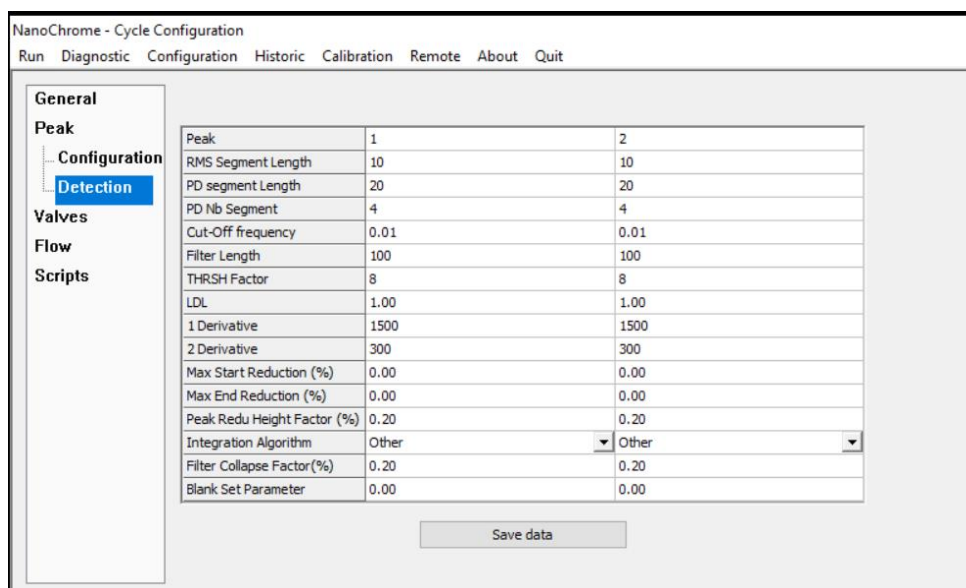 NanoChrome - Cycle Configuration
Run Diagnostic Configuration Historic Calibration Remote About Quit
General
Peak
Configuration
Detection
Valves
Flow
Scripts
Peak 1 2
RMS Segment Length 10 10
PD segment Length 20 20
PD Nb Segment 4 4
Cut-Off frequency 0.01 0.01
Filter Length 100 100
THRSH Factor 8 8
LDL 1.00 1.00
1 Derivative 1500 1500
2 Derivative 300 300
Max Start Reduction (%) 0.00 0.00
Max End Reduction (%) 0.00 0.00
Peak Redu Height Factor (%) 0.20 0.20
Integration Algorithm Other Other
Filter Collapse Factor(%) 0.20 0.20
Blank Set Parameter 0.00 0.00
Save data